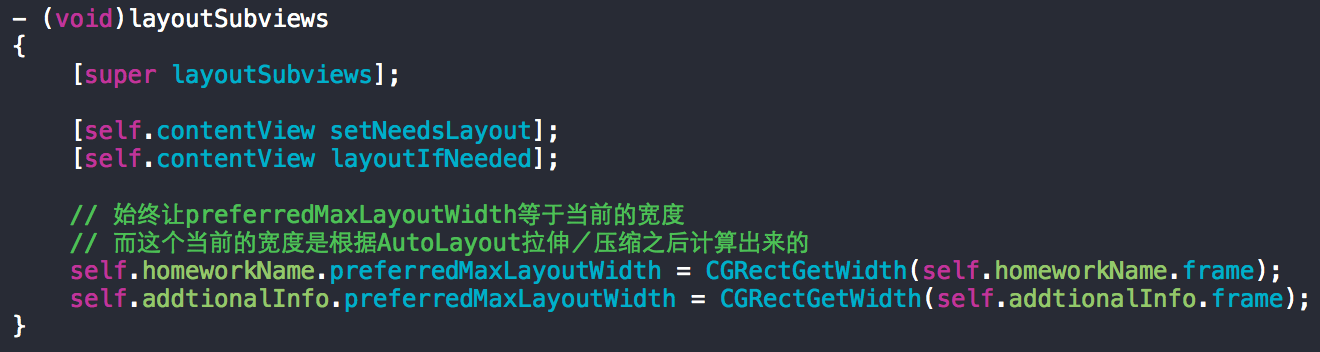 - (void)layoutSubviews
{
    [super layoutSubviews];
    [self.contentView setNeedsLayout];
    [self.contentView layoutIfNeeded];
    // 始终让preferredMaxLayoutWidth等于当前的宽度
    // 而这个当前的宽度是根据AutoLayout拉伸／压缩之后计算出来的
    self.homeworkName.preferredMaxLayoutWidth = CGRectGetWidth(self.homeworkName.frame);
    self.addtionalInfo.preferredMaxLayoutWidth = CGRectGetWidth(self.addtionalInfo.frame);
}